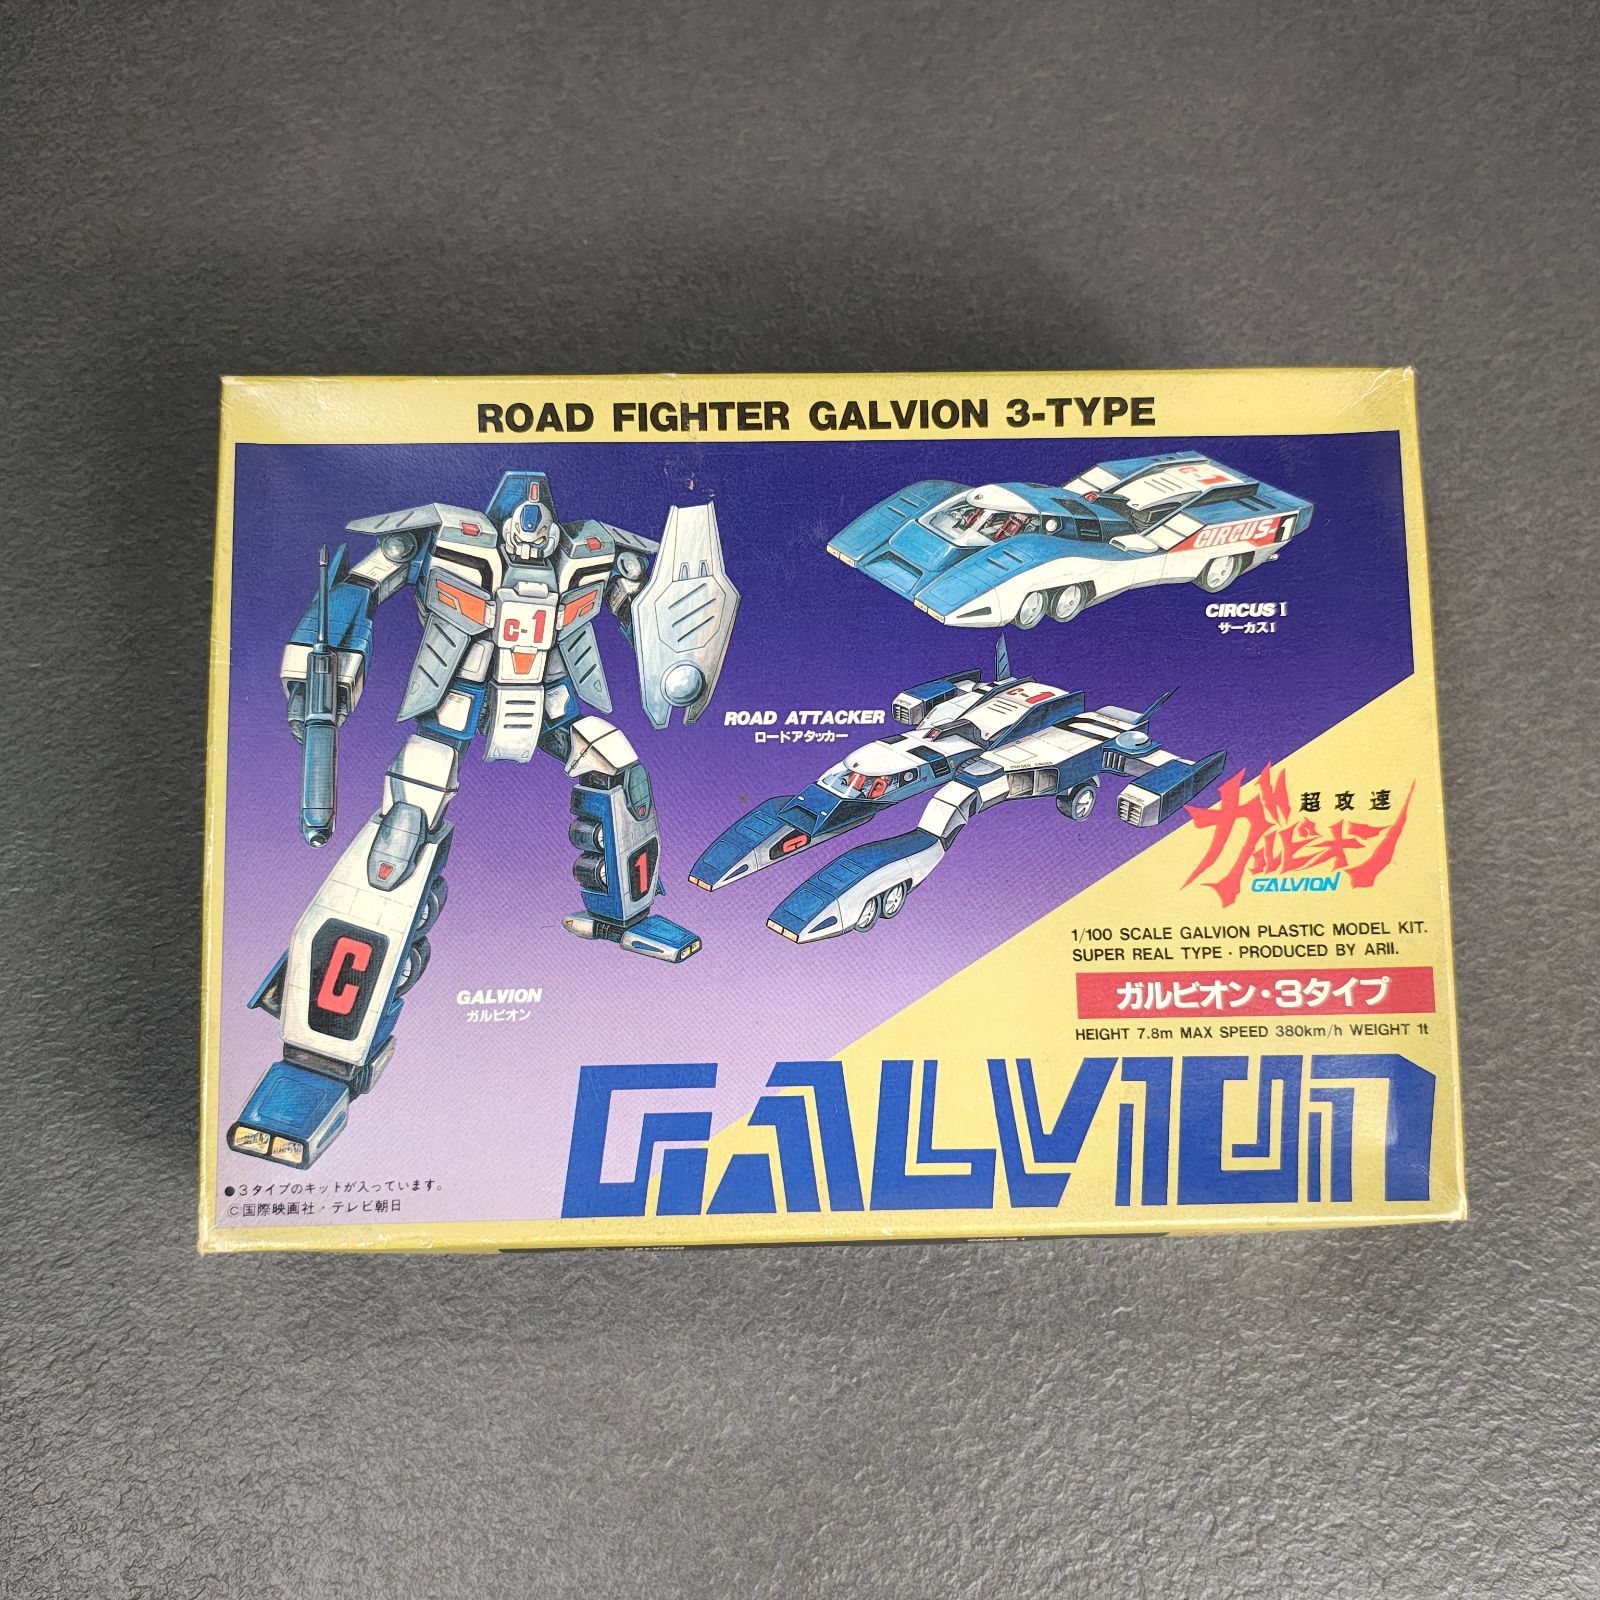 ROAD FIGHTER GALVION 3-TYPE
C-1
C-1
CIRCUS-1
CIRCUS I
サーカスI
ROAD ATTACKER
ロードアタッカー
C-1
C
超攻速
ガルビオン
GALVION
1
C
GALVION
ガルビオン
1/100 SCALE GALVION PLASTIC MODEL KIT.
SUPER REAL TYPE・PRODUCED BY ARII.
ガルビオン・3タイプ
HEIGHT 7.8m MAX SPEED 380km/h WEIGHT 1t
GALVION
●3タイプのキットが入っています。
©国際映画社・テレビ朝日
GALVION